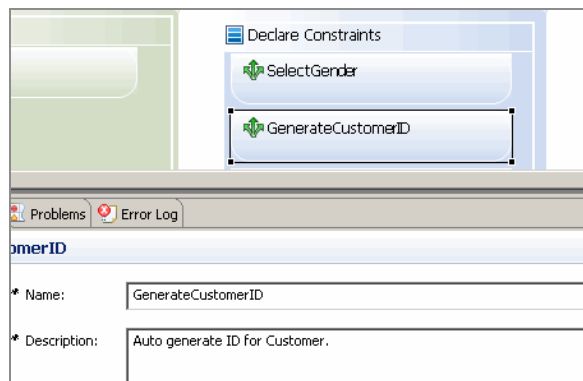 Declare Constraints
SelectGender
GenerateCustomerID
Problems Error Log
omerID
* Name: GenerateCustomerID
* Description: Auto generate ID for Customer.